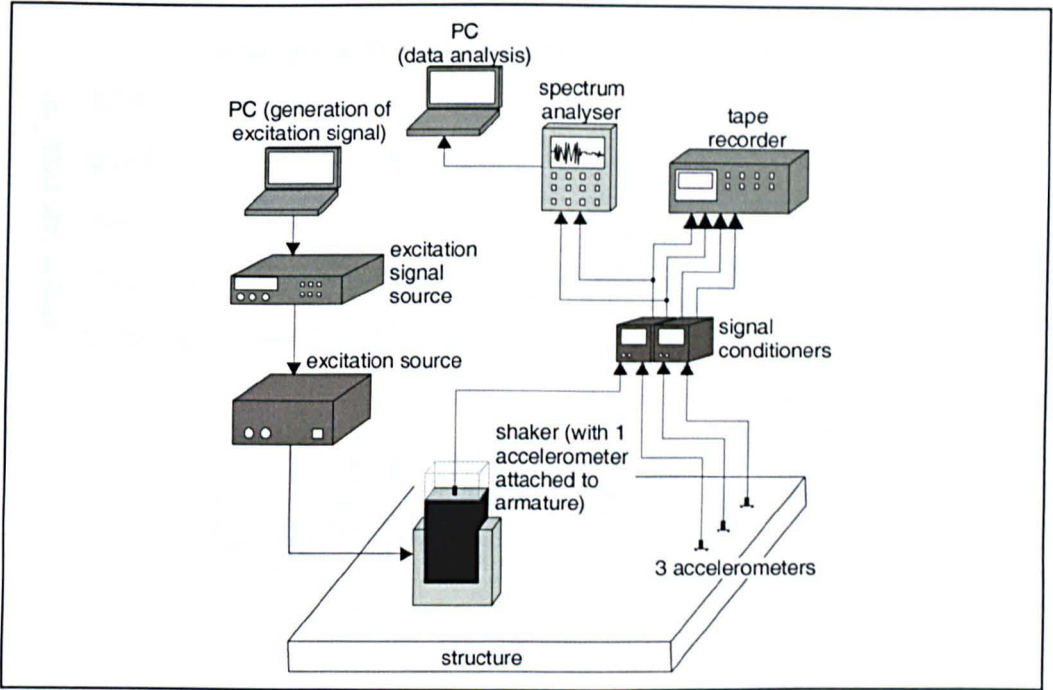 PC
(data analysis)
PC (generation of
excitation signal)
spectrum
analyser
tape
recorder
excitation
signal
source
signal
conditioners
excitation source
shaker (with 1
accelerometer
attached to
armature)
3 accelerometers
structure